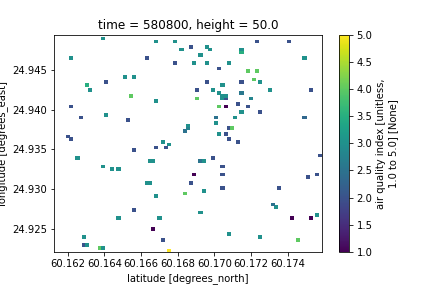 time = 580800, height = 50.0
5.0
4.5
4.0
3.5
3.0
2.5
2.0
1.5
1.0
air quality index [unitless,
1.0 to 5.0] [None]
24.945
24.940
24.935
24.930
24.925
longitude [degrees_east]
60.162 60.164 60.166 60.168 60.170 60.172 60.174
latitude [degrees_north]